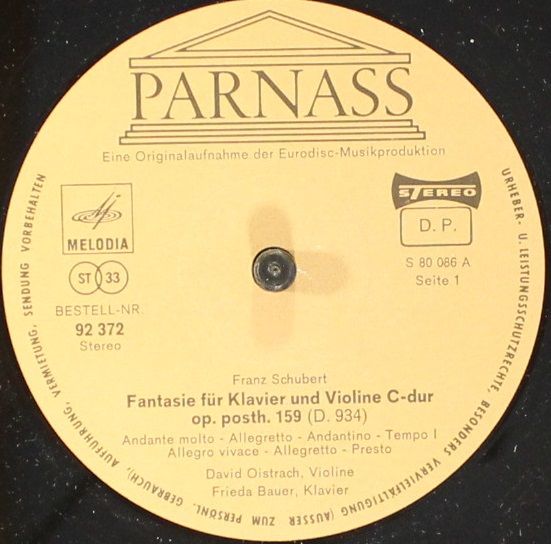 PARNASS
Eine Originalaufnahme der Eurodisc-Musikproduktion
MELODIA
ST 33
BESTELL-NR.
92 372
Stereo
STEREO
D. P.
S 80 086 A
Seite 1
Franz Schubert
Fantasie für Klavier und Violine C-dur
op. posth. 159 (D. 934)
Andante molto - Allegretto - Andantino - Tempo I
Allegro vivace - Allegretto - Presto
David Oistrach, Violine
Frieda Bauer, Klavier
URHEBER- U. LEISTUNGSSCHUTZRECHTE, BESONDERS VERVIELFÄLTIGUNG (AUSSER ZUM PERSÖNL. GEBRAUCH), AUFFÜHRUNG, VERMIETUNG, SENDUNG VORBEHALTEN